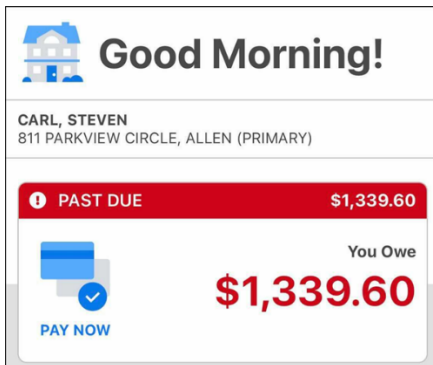 Good Morning!
CARL, STEVEN
811 PARKVIEW CIRCLE, ALLEN (PRIMARY)
PAST DUE $1,339.60
You Owe
$1,339.60
PAY NOW